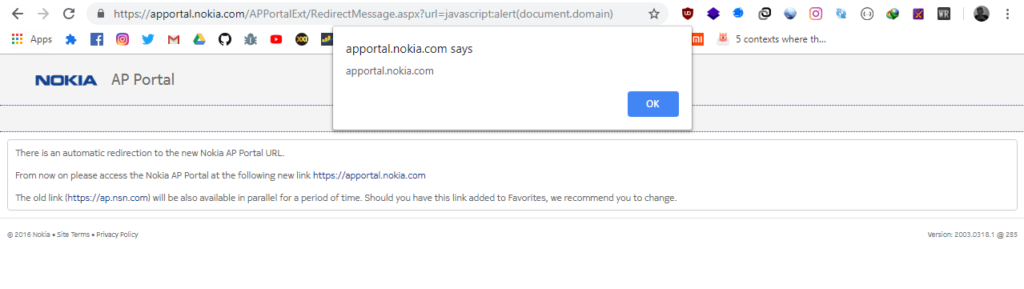 https://apportal.nokia.com/APPortalExt/RedirectMessage.aspx?url=javascript:alert(document.domain)
Apps
5 contexts where th...
apportal.nokia.com says
apportal.nokia.com
OK
NOKIA AP Portal
There is an automatic redirection to the new Nokia AP Portal URL.
From now on please access the Nokia AP Portal at the following new link https://apportal.nokia.com
The old link (https://ap.nsn.com) will be also available in parallel for a period of time. Should you have this link added to Favorites, we recommend you to change.
© 2016 Nokia • Site Terms • Privacy Policy
Version: 2003.0318.1 @ 285